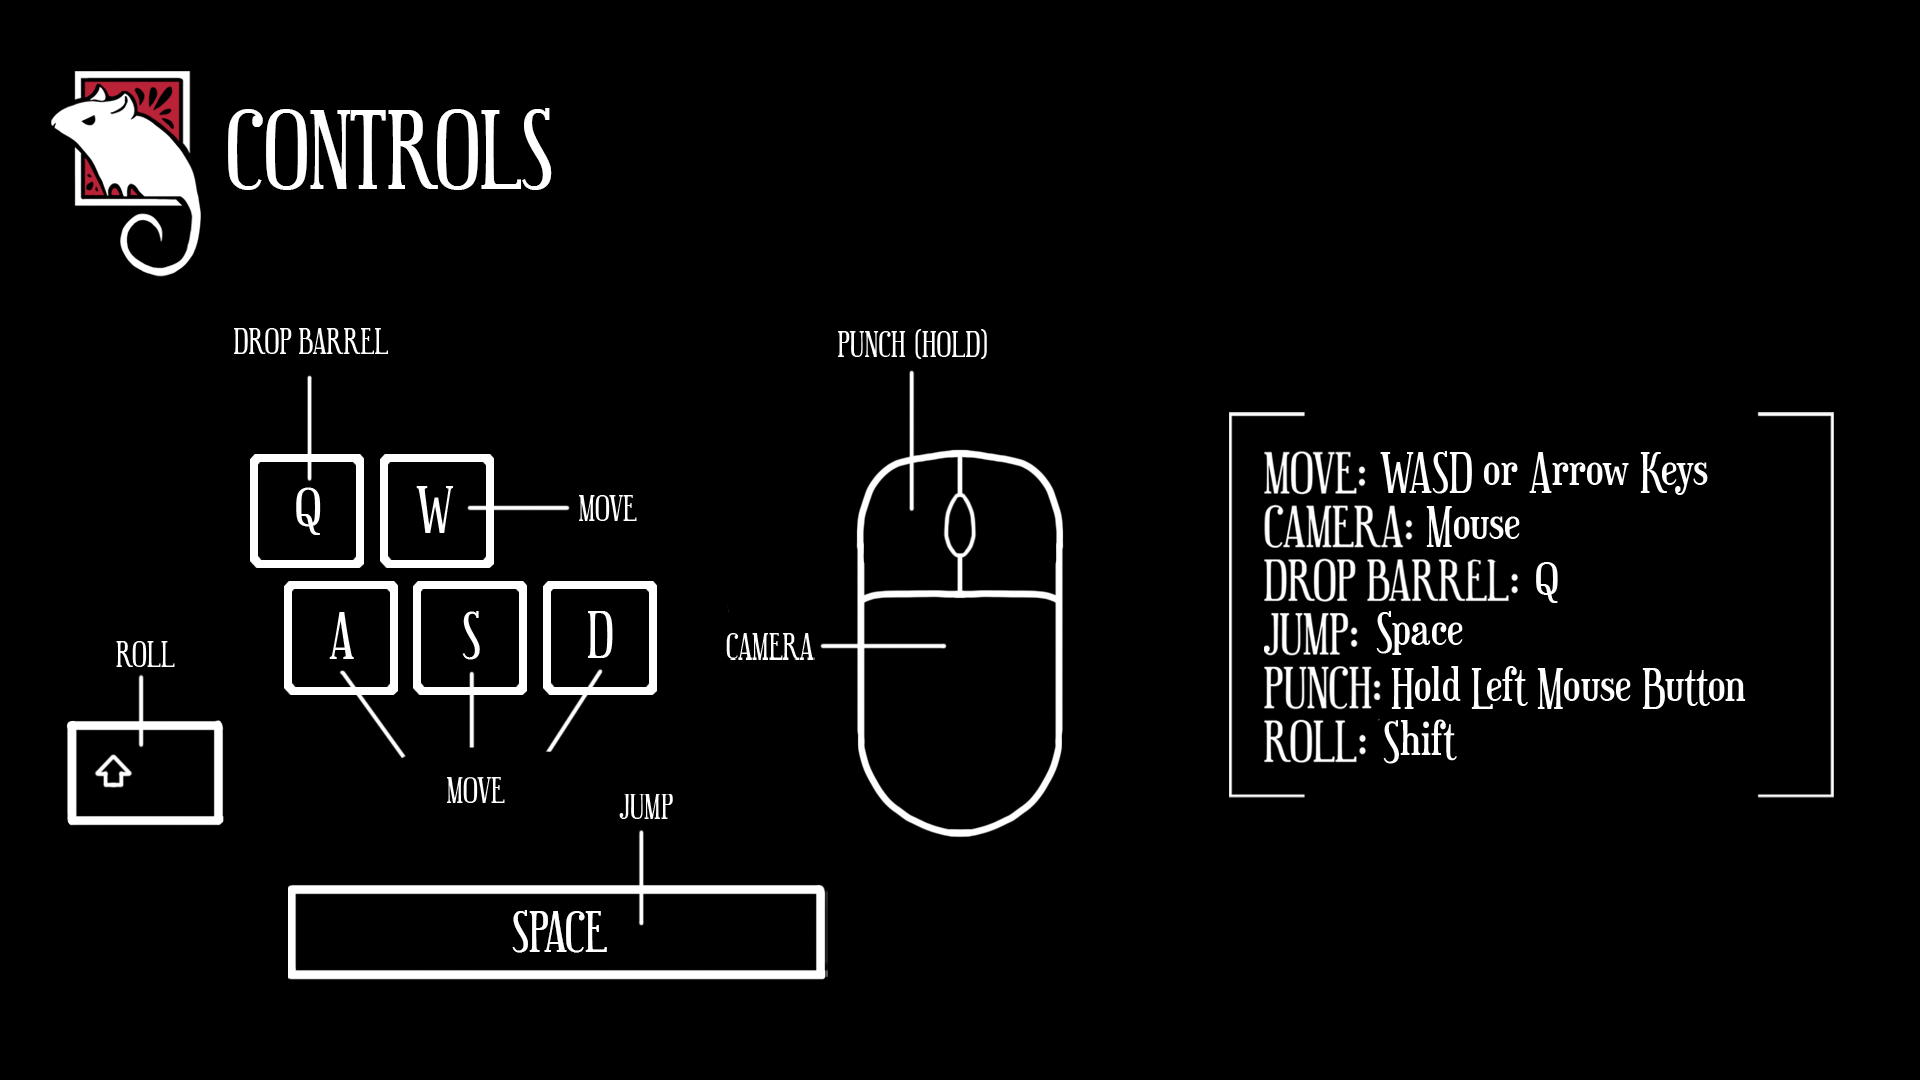 CONTROLS
DROP BARREL
PUNCH (HOLD)
Q
W
MOVE
A
S
D
ROLL
CAMERA
MOVE
JUMP
SPACE
MOVE: WASD or Arrow Keys
CAMERA: Mouse
DROP BARREL: Q
JUMP: Space
PUNCH: Hold Left Mouse Button
ROLL: Shift